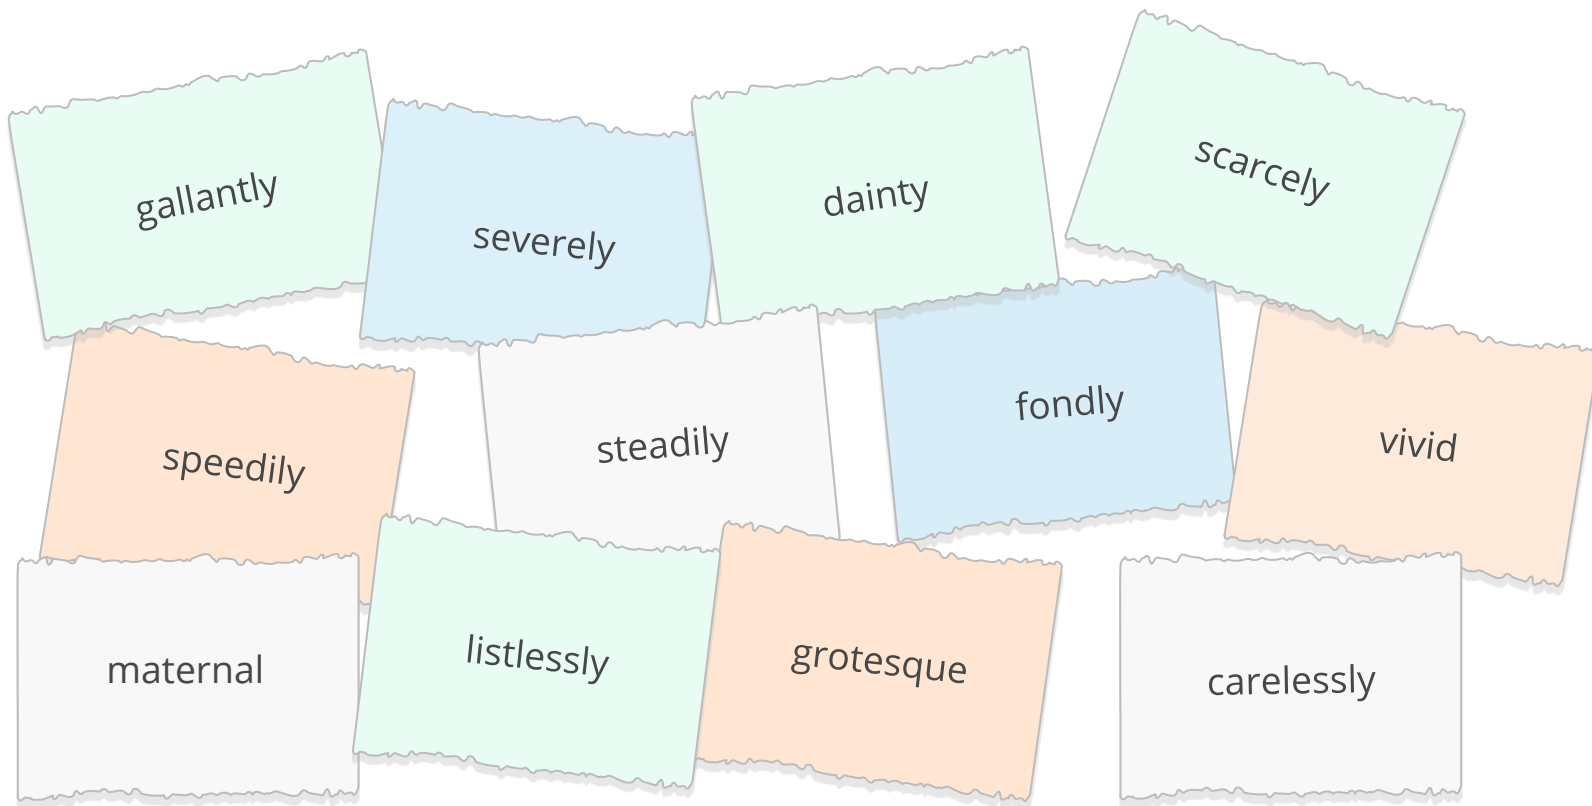 gallantly
severely
dainty
scarcely
speedily
steadily
fondly
vivid
maternal
listlessly
grotesque
carelessly